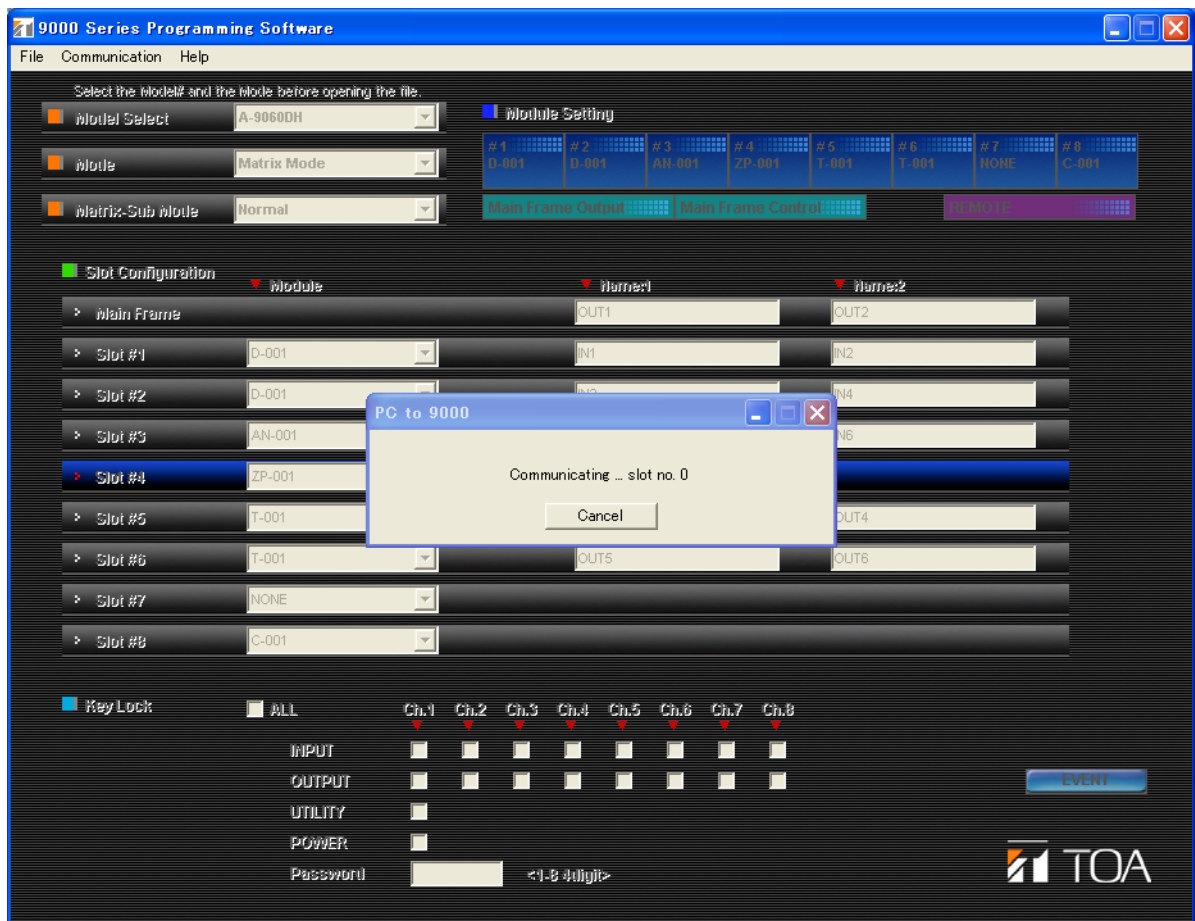 9000 Series Programming Software
File Communication Help
Select the Model# and the Mode before opening the file.
Model Select A-9060DH
Mode Matrix Mode
Matrix-Sub Mode Normal
Module Setting
#1 #2 #3 #4 #5 #6 #7 #8
D-001 D-001 AN-001 ZP-001 T-001 T-001 NONE C-001
Main Frame Output Main Frame Control REMOTE
Slot Configuration
Module Name:1 Name:2
Main Frame OUT1 OUT2
Slot #1 D-001 IN1 IN2
Slot #2 D-001 IN3 IN4
Slot #3 AN-001 IN6
Slot #4 ZP-001
Slot #5 T-001 OUT4
Slot #6 T-001 OUT5 OUT6
Slot #7 NONE
Slot #8 C-001
PC to 9000
Communicating ... slot no. 0
Cancel
Key Lock ALL Ch.1 Ch.2 Ch.3 Ch.4 Ch.5 Ch.6 Ch.7 Ch.8
INPUT
OUTPUT
UTILITY
POWER
Password <1-8 4digit>
EVENT
TOA